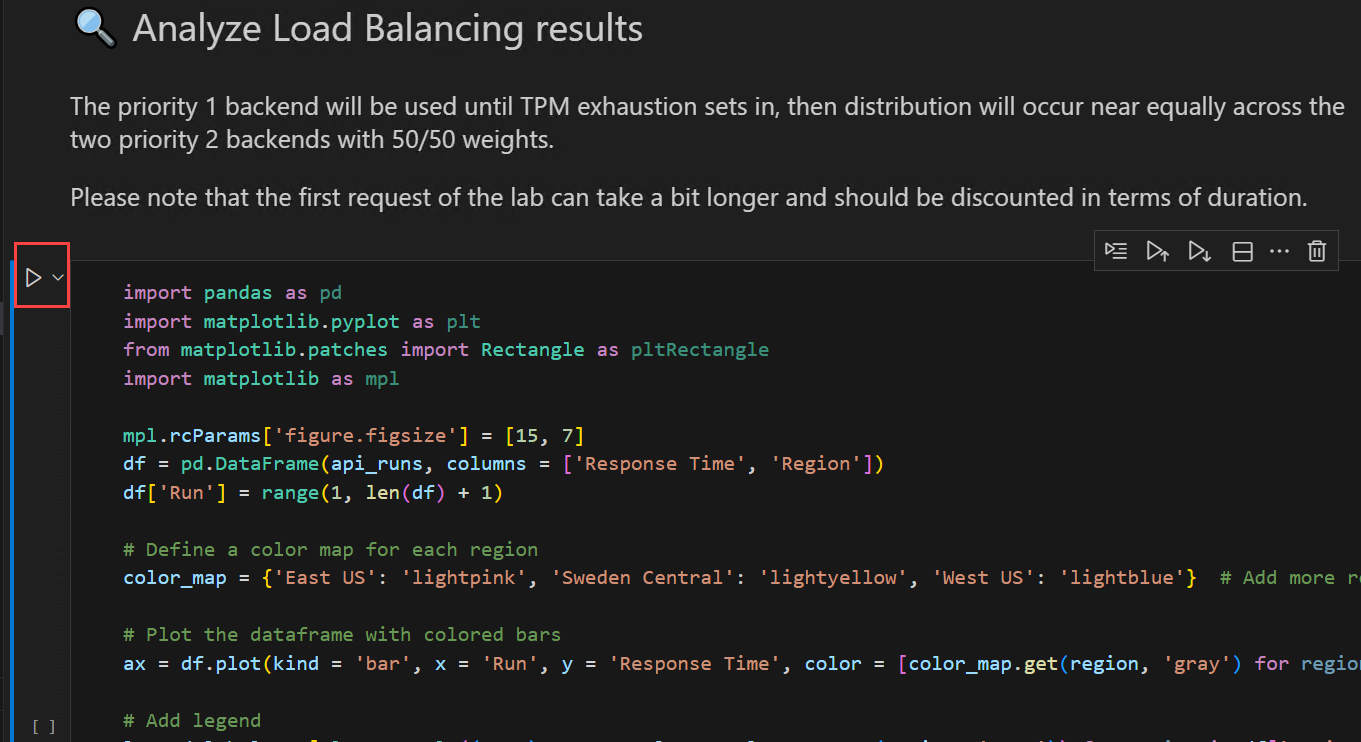 Analyze Load Balancing results
The priority 1 backend will be used until TPM exhaustion sets in, then distribution will occur near equally across the
two priority 2 backends with 50/50 weights.
Please note that the first request of the lab can take a bit longer and should be discounted in terms of duration.
import pandas as pd
import matplotlib.pyplot as plt
from matplotlib.patches import Rectangle as pltRectangle
import matplotlib as mpl
mpl.rcParams['figure.figsize'] = [15, 7]
df = pd.DataFrame(api_runs, columns = ['Response Time', 'Region'])
df['Run'] = range(1, len(df) + 1)
# Define a color map for each region
color_map = {'East US': 'lightpink', 'Sweden Central': 'lightyellow', 'West US': 'lightblue'} # Add more
# Plot the dataframe with colored bars
ax = df.plot(kind = 'bar', x = 'Run', y = 'Response Time', color = [color_map.get(region, 'gray') for
[ ] # Add legend